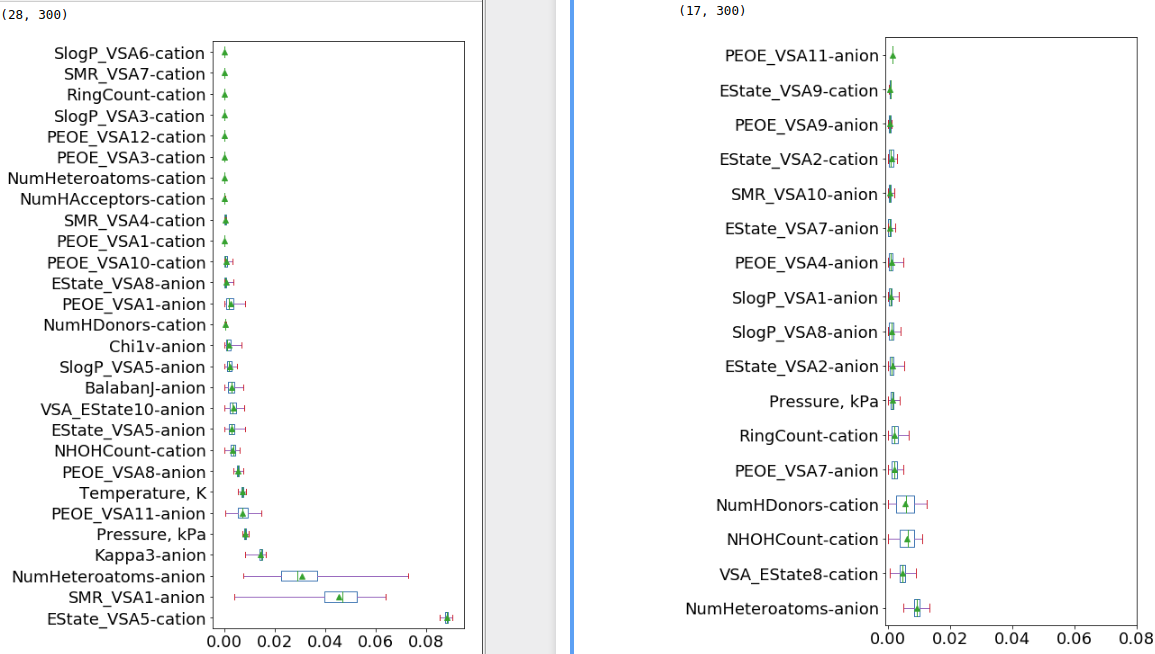 (28, 300)
SlogP_VSA6-cation
SMR_VSA7-cation
RingCount-cation
SlogP_VSA3-cation
PEOE_VSA12-cation
PEOE_VSA3-cation
NumHeteroatoms-cation
NumHAcceptors-cation
SMR_VSA4-cation
PEOE_VSA1-cation
PEOE_VSA10-cation
EState_VSA8-cation
PEOE_VSA1-anion
NumHDonors-cation
Chi1v-anion
SlogP_VSA5-anion
BalabanJ-anion
VSA_EState10-anion
EState_VSA5-anion
NHOHCount-cation
PEOE_VSA8-anion
Temperature, K
PEOE_VSA11-anion
Pressure, kPa
Kappa3-anion
NumHeteroatoms-anion
SMR_VSA1-anion
EState_VSA5-cation
0.00 0.02 0.04 0.06 0.08
(17, 300)
PEOE_VSA11-anion
EState_VSA9-cation
PEOE_VSA9-anion
EState_VSA2-cation
SMR_VSA10-anion
EState_VSA7-anion
PEOE_VSA4-anion
SlogP_VSA1-anion
SlogP_VSA8-anion
EState_VSA2-anion
Pressure, kPa
RingCount-cation
PEOE_VSA7-anion
NumHDonors-cation
NHOHCount-cation
VSA_EState8-cation
NumHeteroatoms-anion
0.00 0.02 0.04 0.06 0.08